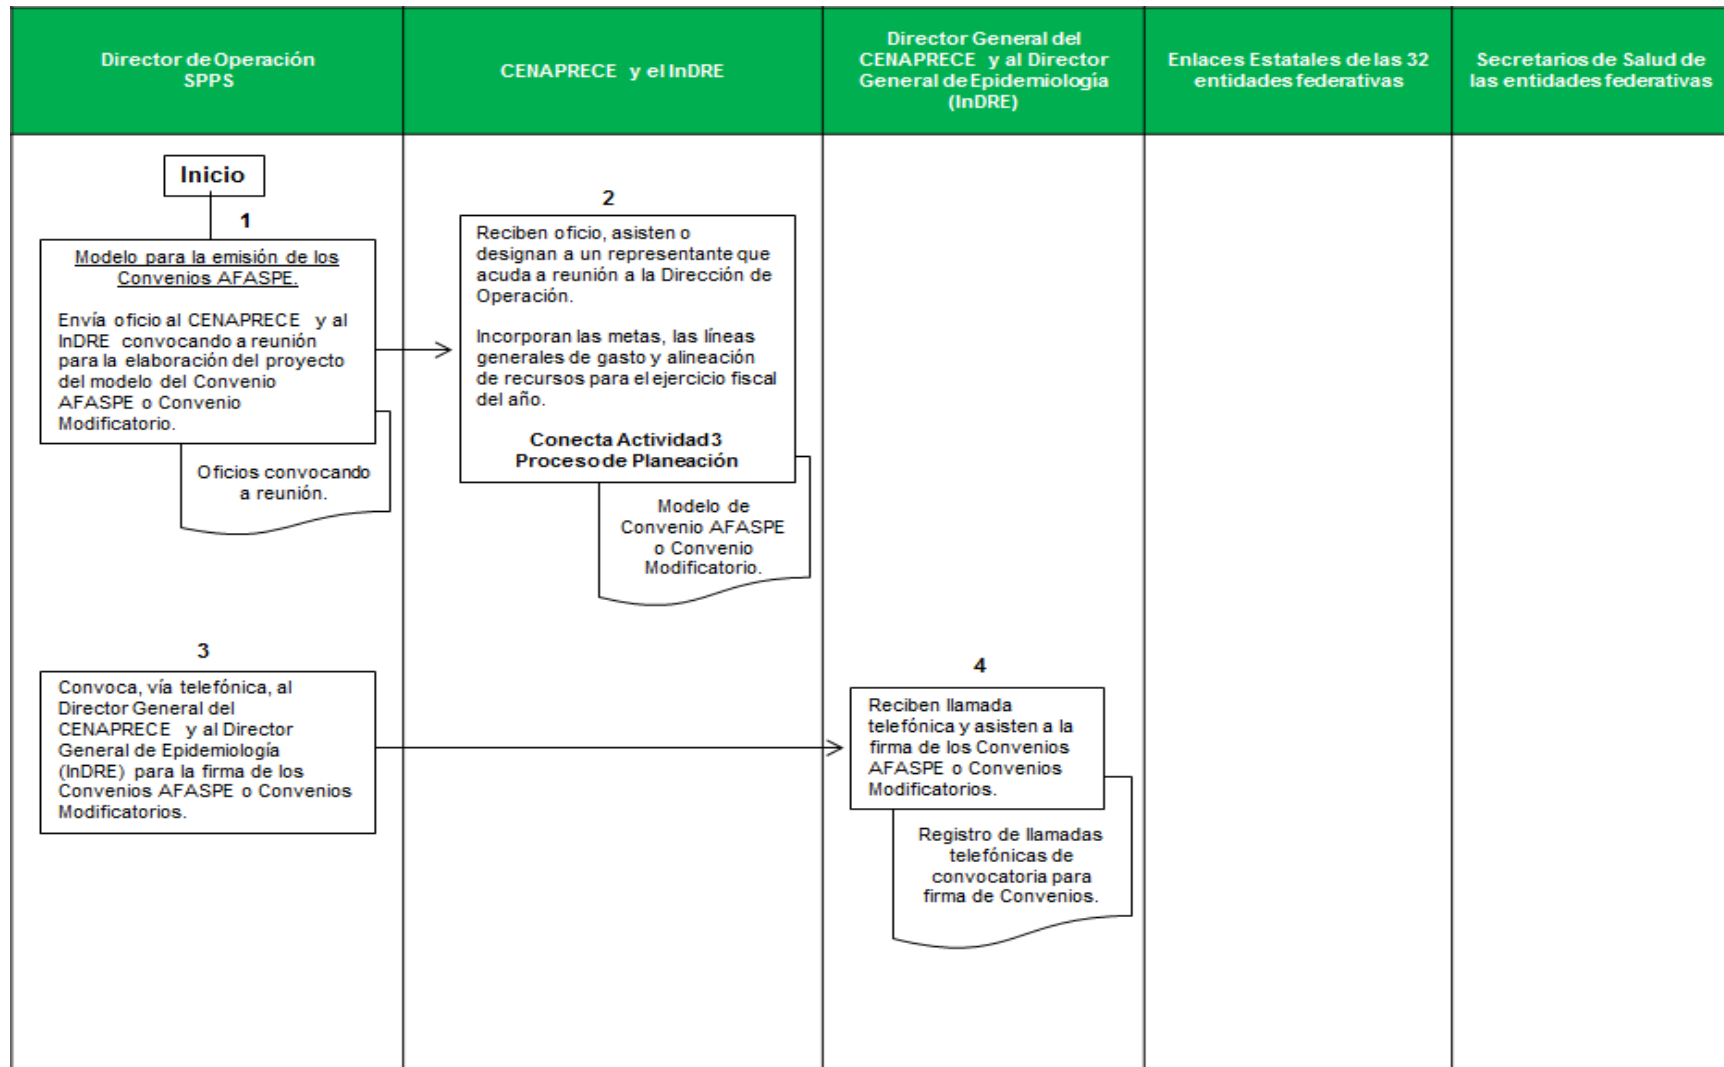 Director de Operación
SPPS
CENAPRECE y el InDRE
Director General del
CENAPRECE y al Director
General de Epidemiología
(InDRE)
Enlaces Estatales de las 32
entidades federativas
Secretarios de Salud de
las entidades federativas
Inicio
1
Modelo para la emisión de los
Convenios AFASPE.
Envía oficio al CENAPRECE y al
InDRE convocando a reunión
para la elaboración del proyecto
del modelo del Convenio
AFASPE o Convenio
Modificatorio.
Oficios convocando
a reunión.
2
Reciben oficio, asisten o
designan a un representante que
acuda a reunión a la Dirección de
Operación.
Incorporan las metas, las líneas
generales de gasto y alineación
de recursos para el ejercicio fiscal
del año.
Conecta Actividad 3
Proceso de Planeación
Modelo de
Convenio AFASPE
o Convenio
Modificatorio.
3
Convoca, vía telefónica, al
Director General del
CENAPRECE y al Director
General de Epidemiología
(InDRE) para la firma de los
Convenios AFASPE o Convenios
Modificatorios.
4
Reciben llamada
telefónica y asisten a la
firma de los Convenios
AFASPE o Convenios
Modificatorios.
Registro de llamadas
telefónicas de
convocatoria para
firma de Convenios.